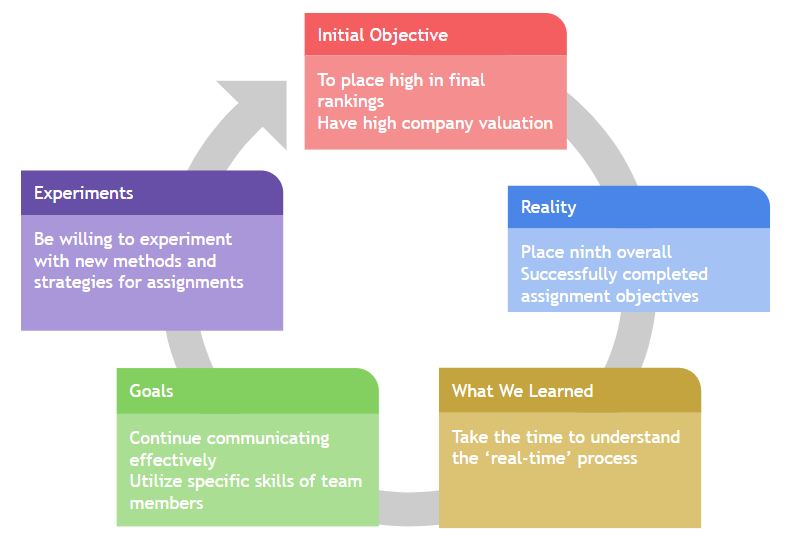 Initial Objective
To place high in final
rankings
Have high company valuation
Reality
Place ninth overall
Successfully completed
assignment objectives
What We Learned
Take the time to understand
the ‘real-time’ process
Goals
Continue communicating
effectively
Utilize specific skills of team
members
Experiments
Be willing to experiment
with new methods and
strategies for assignments